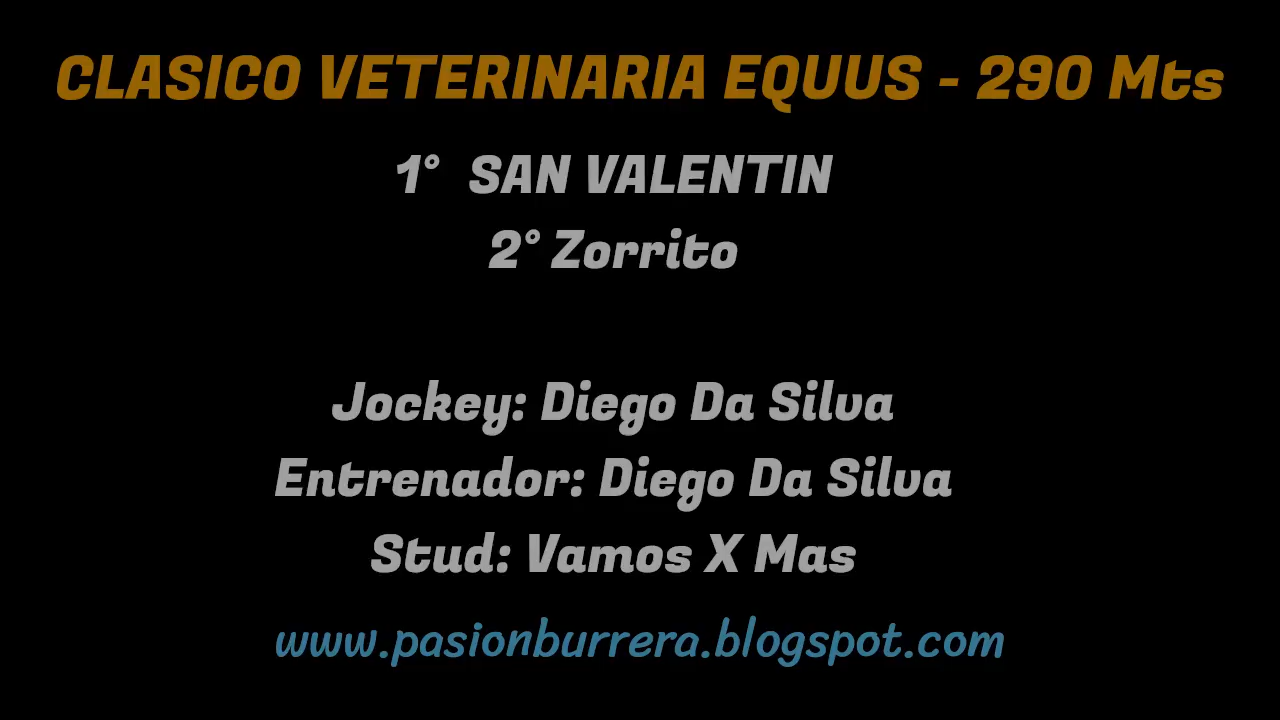 CLASICO VETERINARIA EQUUS - 290 Mts
1° SAN VALENTIN
2° Zorrito
Jockey: Diego Da Silva
Entrenador: Diego Da Silva
Stud: Vamos X Mas
www.pasionburrera.blogspot.com